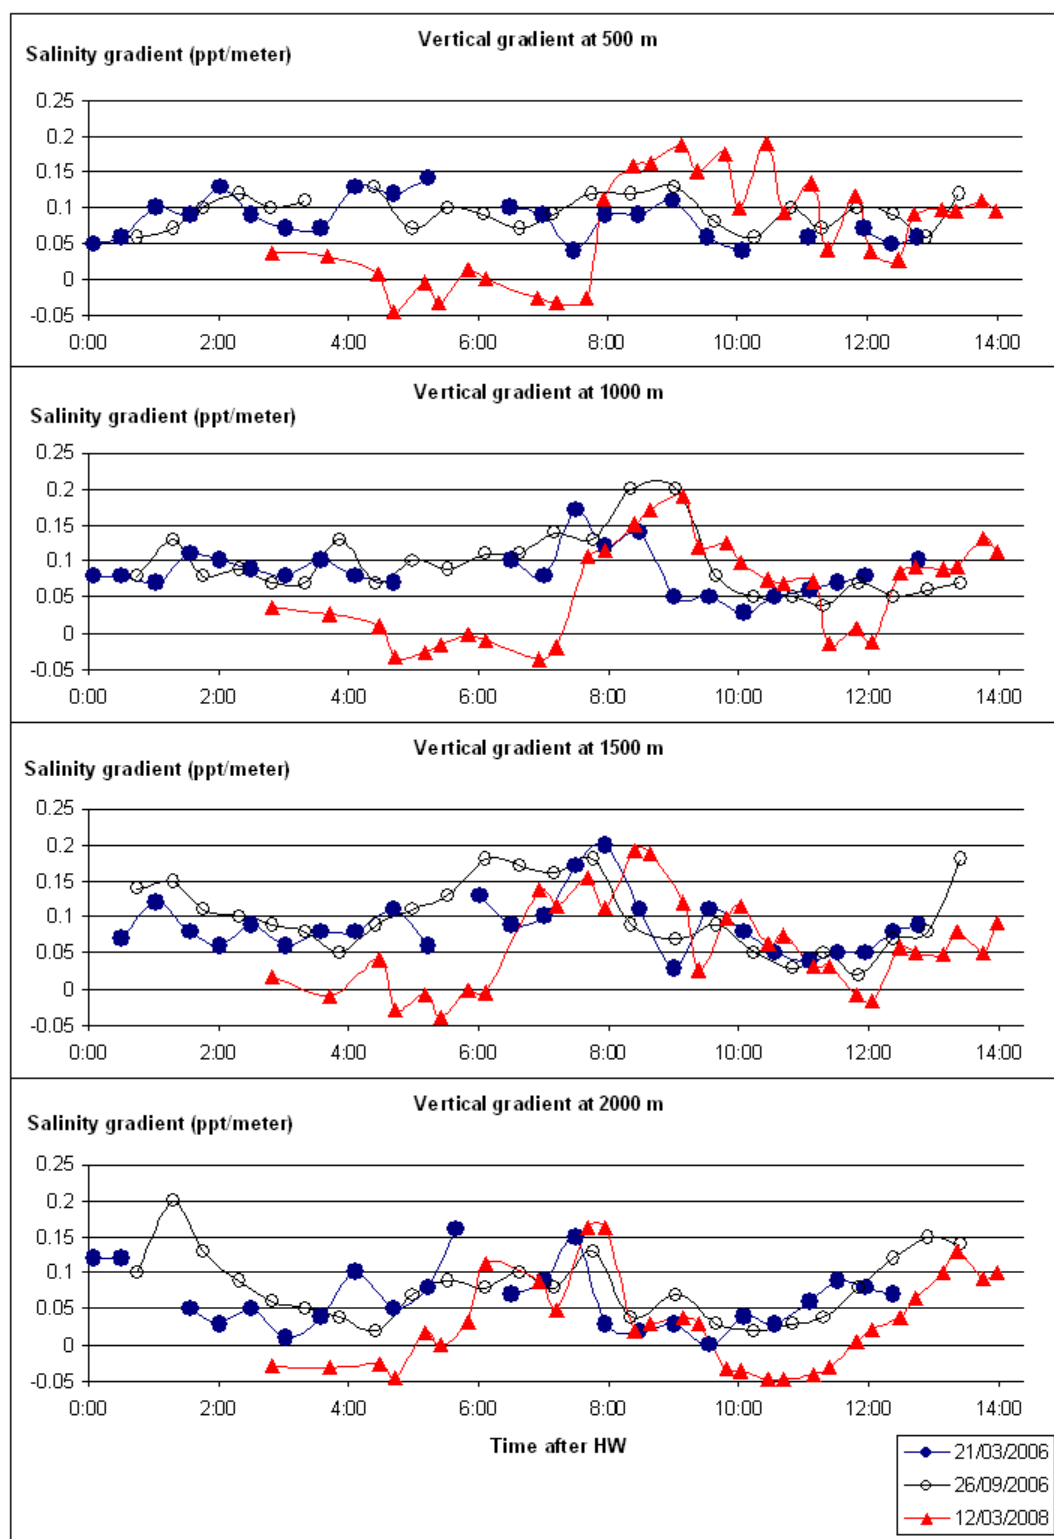 Vertical gradient at 500 m
Salinity gradient (ppt/meter)
0.25
0.2
0.15
0.1
0.05
0
-0.05
0:00 2:00 4:00 6:00 8:00 10:00 12:00 14:00
Vertical gradient at 1000 m
Salinity gradient (ppt/meter)
0.25
0.2
0.15
0.1
0.05
0
-0.05
0:00 2:00 4:00 6:00 8:00 10:00 12:00 14:00
Vertical gradient at 1500 m
Salinity gradient (ppt/meter)
0.25
0.2
0.15
0.1
0.05
0
-0.05
0:00 2:00 4:00 6:00 8:00 10:00 12:00 14:00
Vertical gradient at 2000 m
Salinity gradient (ppt/meter)
0.25
0.2
0.15
0.1
0.05
0
-0.05
0:00 2:00 4:00 6:00 8:00 10:00 12:00 14:00
Time after HW
21/03/2006
26/09/2006
12/03/2008